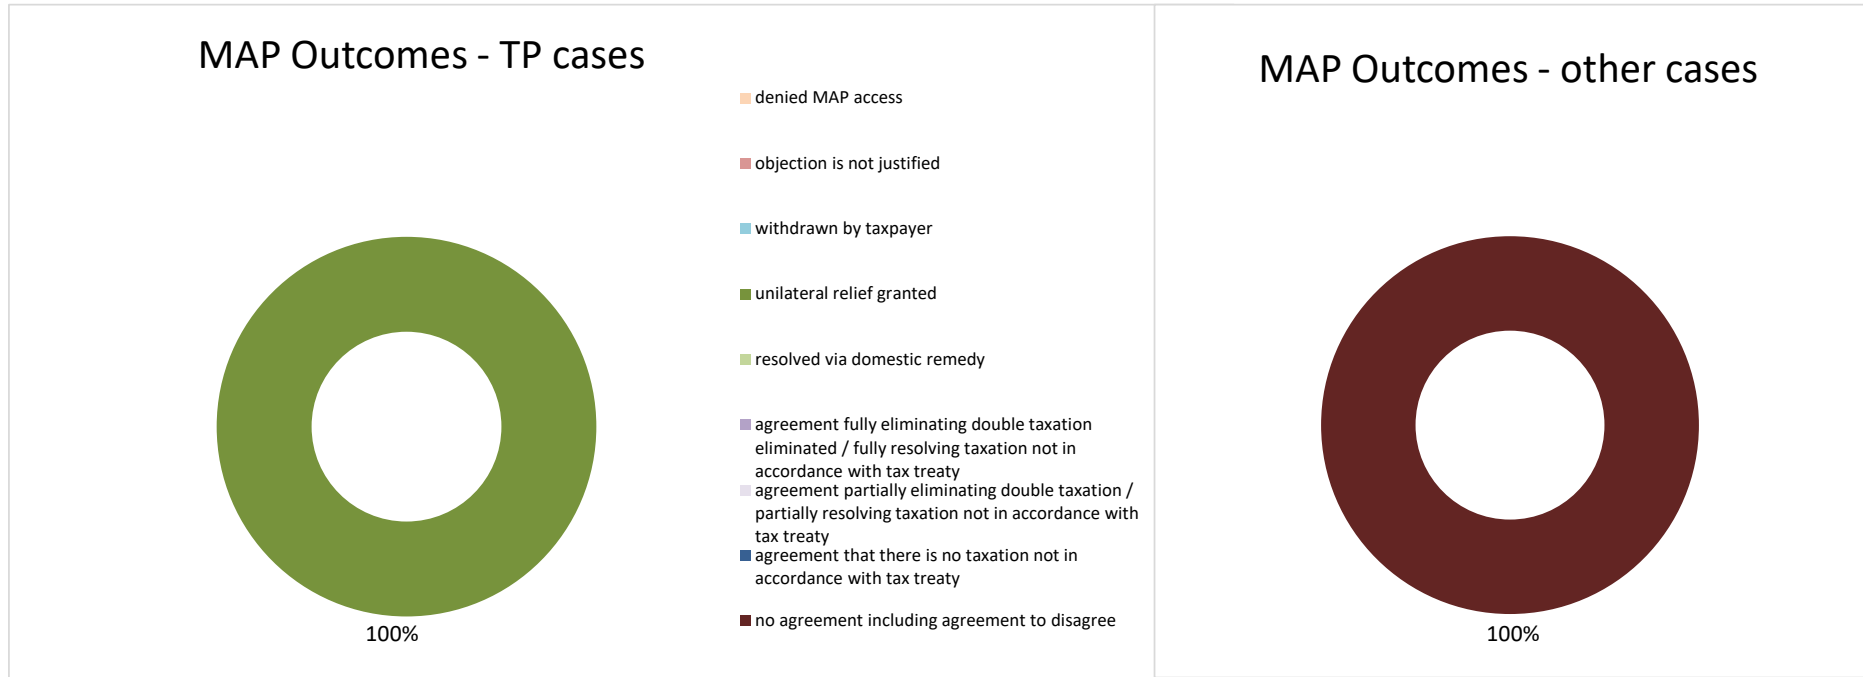 MAP Outcomes - TP cases
denied MAP access
objection is not justified
withdrawn by taxpayer
unilateral relief granted
resolved via domestic remedy
agreement fully eliminating double taxation
eliminated / fully resolving taxation not in
accordance with tax treaty
agreement partially eliminating double taxation /
partially resolving taxation not in accordance with
tax treaty
agreement that there is no taxation not in
accordance with tax treaty
no agreement including agreement to disagree
100%
MAP Outcomes - other cases
100%